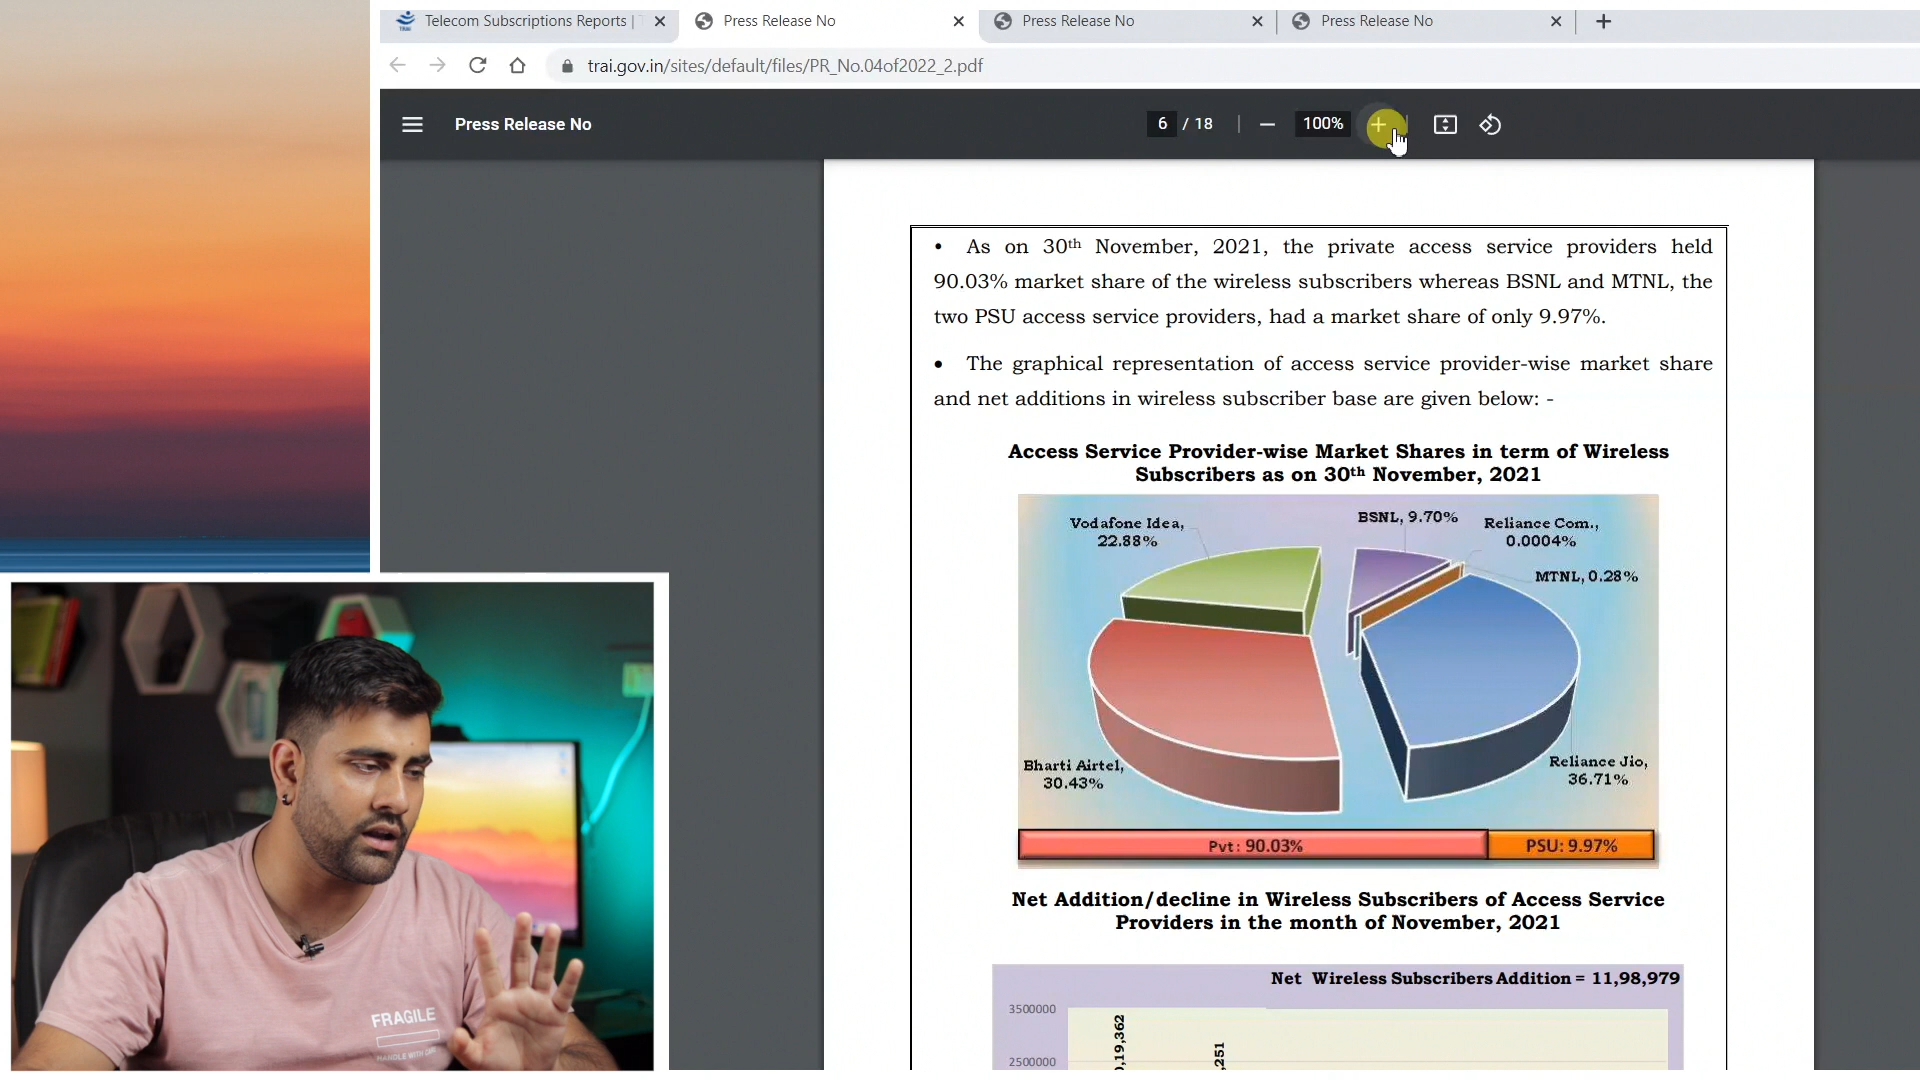 Telecom Subscriptions Reports |
Press Release No
Press Release No
Press Release No
trai.gov.in/sites/default/files/PR_No.04of2022_2.pdf
Press Release No
6 / 18
100%
• As on 30th November, 2021, the private access service providers held
90.03% market share of the wireless subscribers whereas BSNL and MTNL, the
two PSU access service providers, had a market share of only 9.97%.
• The graphical representation of access service provider-wise market share
and net additions in wireless subscriber base are given below: -
Access Service Provider-wise Market Shares in term of Wireless
Subscribers as on 30th November, 2021
Vodafone Idea,
22.88%
BSNL, 9.70%
Reliance Com.,
0.0004%
MTNL, 0.28%
Bharti Airtel,
30.43%
Reliance Jio,
36.71%
Pvt: 90.03%
PSU: 9.97%
Net Addition/decline in Wireless Subscribers of Access Service
Providers in the month of November, 2021
Net Wireless Subscribers Addition = 11,98,979
3500000
2500000
,19,362
,251
FRAGILE
HANDLE WITH